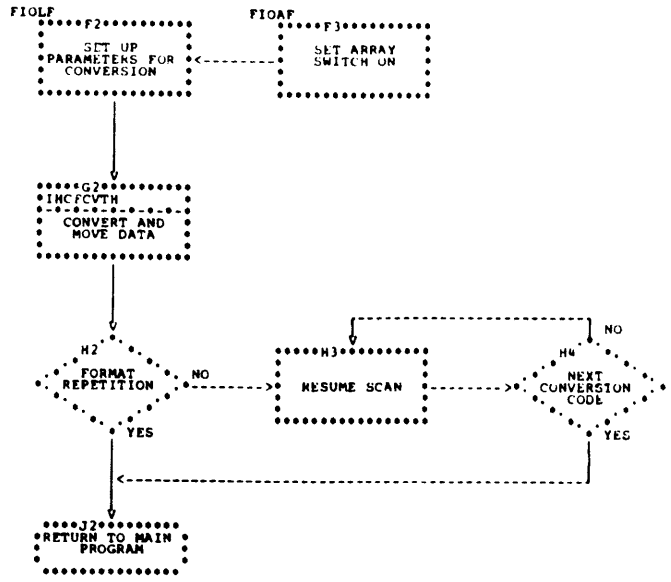 FIOLF
FIOAF
F2
SET UP
PARAMETERS FOR
CONVERSION
F3
SET ARRAY
SWITCH ON
G2
IHCFCVTH
CONVERT AND
MOVE DATA
H2
FORMAT
REPETITION
NO
YES
H3
RESUME SCAN
NO
H4
NEXT
CONVERSION
CODE
YES
J2
RETURN TO MAIN
PROGRAM